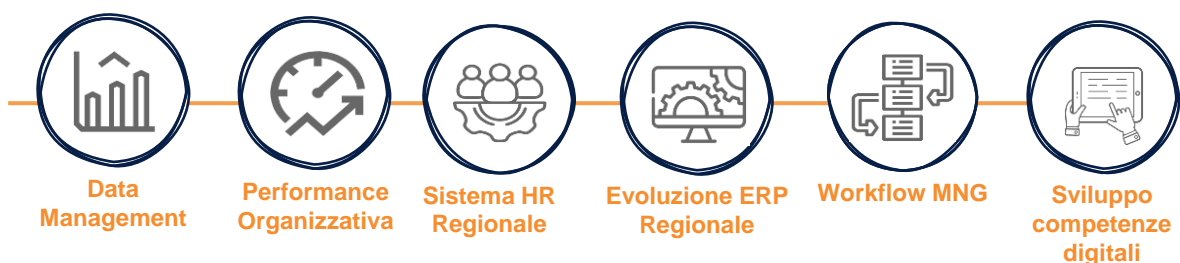 Data
Management
Performance
Organizzativa
Sistema HR
Regionale
Evoluzione ERP
Regionale
Workflow MNG
Sviluppo
competenze
digitali